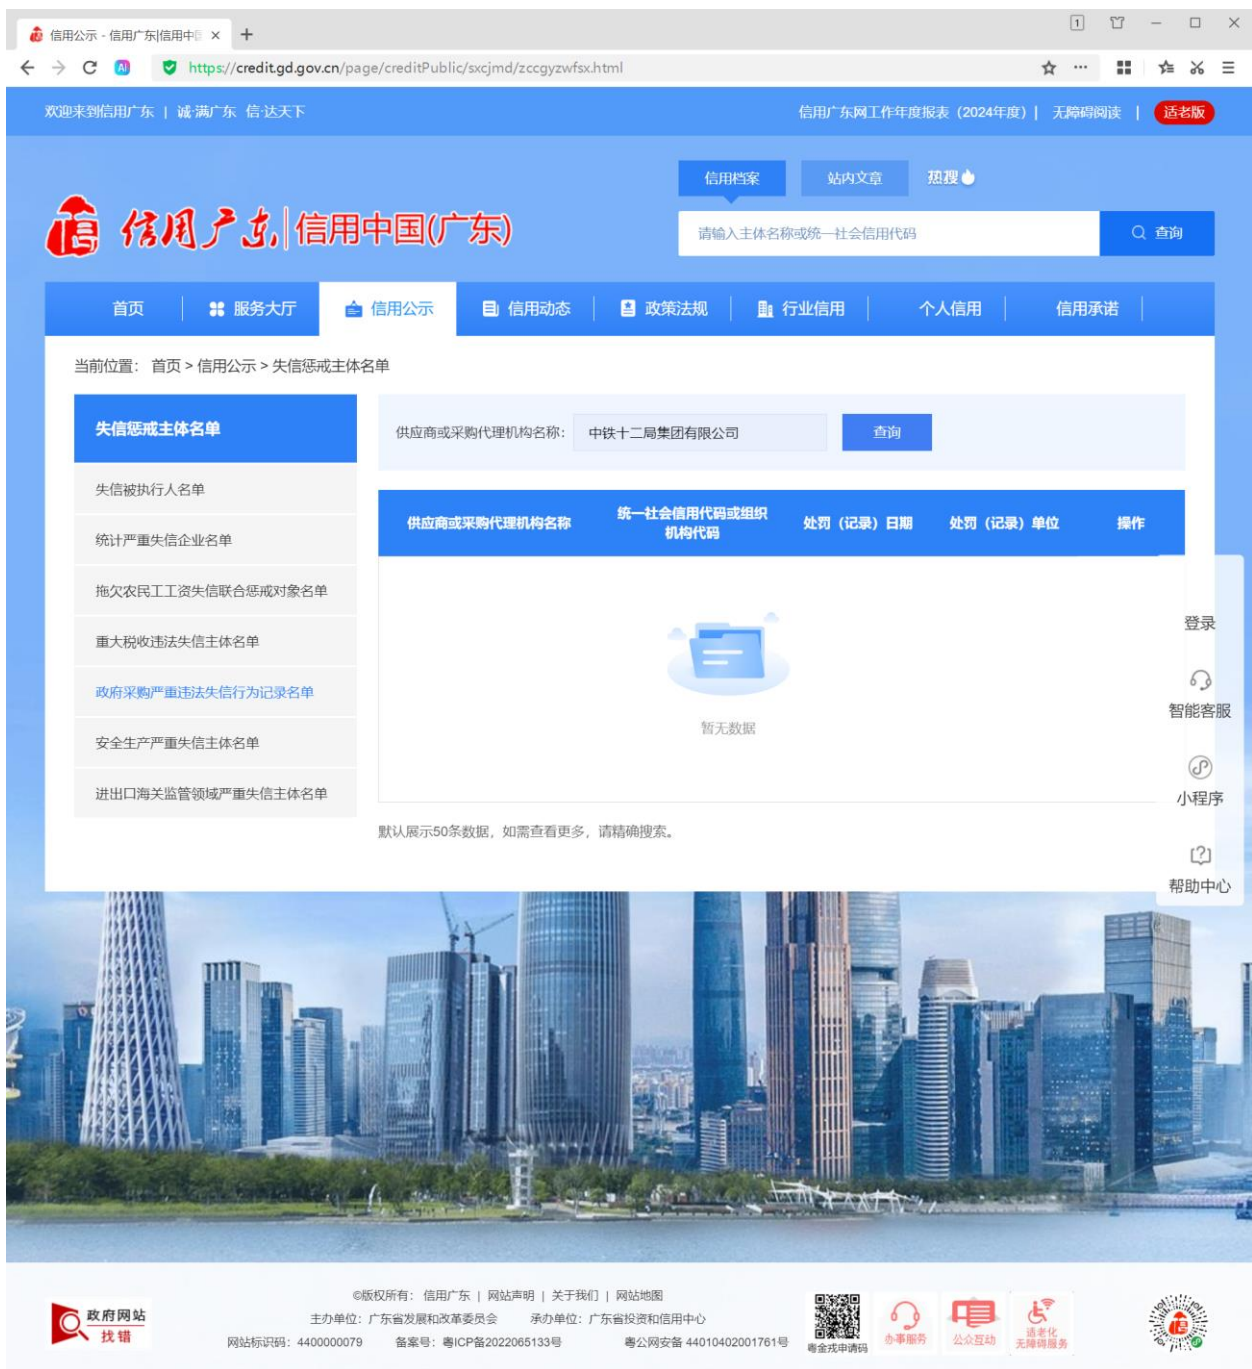 信用公示 - 信用广东|信用中国
1
https://credit.gd.gov.cn/page/creditPublic/sxcjmd/zccgyzwfsx.html
欢迎来到信用广东 | 诚·满广东 信·达天下
信用广东网工作年度报表（2024年度） | 无障碍阅读 | 适老版
信用档案 站内文章 热搜
信用广东 信用中国(广东)
请输入主体名称或统一社会信用代码 查询
首页 服务大厅 信用公示 信用动态 政策法规 行业信用 个人信用 信用承诺
当前位置： 首页 > 信用公示 > 失信惩戒主体名单
失信惩戒主体名单
失信被执行人名单
统计严重失信企业名单
拖欠农民工工资失信联合惩戒对象名单
重大税收违法失信主体名单
政府采购严重违法失信行为记录名单
安全生产严重失信主体名单
进出口海关监管领域严重失信主体名单
供应商或采购代理机构名称： 中铁十二局集团有限公司 查询
供应商或采购代理机构名称 统一社会信用代码或组织机构代码 处罚（记录）日期 处罚（记录）单位 操作
暂无数据
默认展示50条数据，如需查看更多，请精确搜索。
登录
智能客服
小程序
帮助中心
政府网站
找错
©版权所有： 信用广东 | 网站声明 | 关于我们 | 网站地图
主办单位：广东省发展和改革委员会 承办单位：广东省投资和信用中心
网站标识码：4400000079 备案号：粤ICP备2022065133号 粤公网安备 44010402001761号
粤金戎申请码
办事服务
公众互动
适老化
无障碍服务